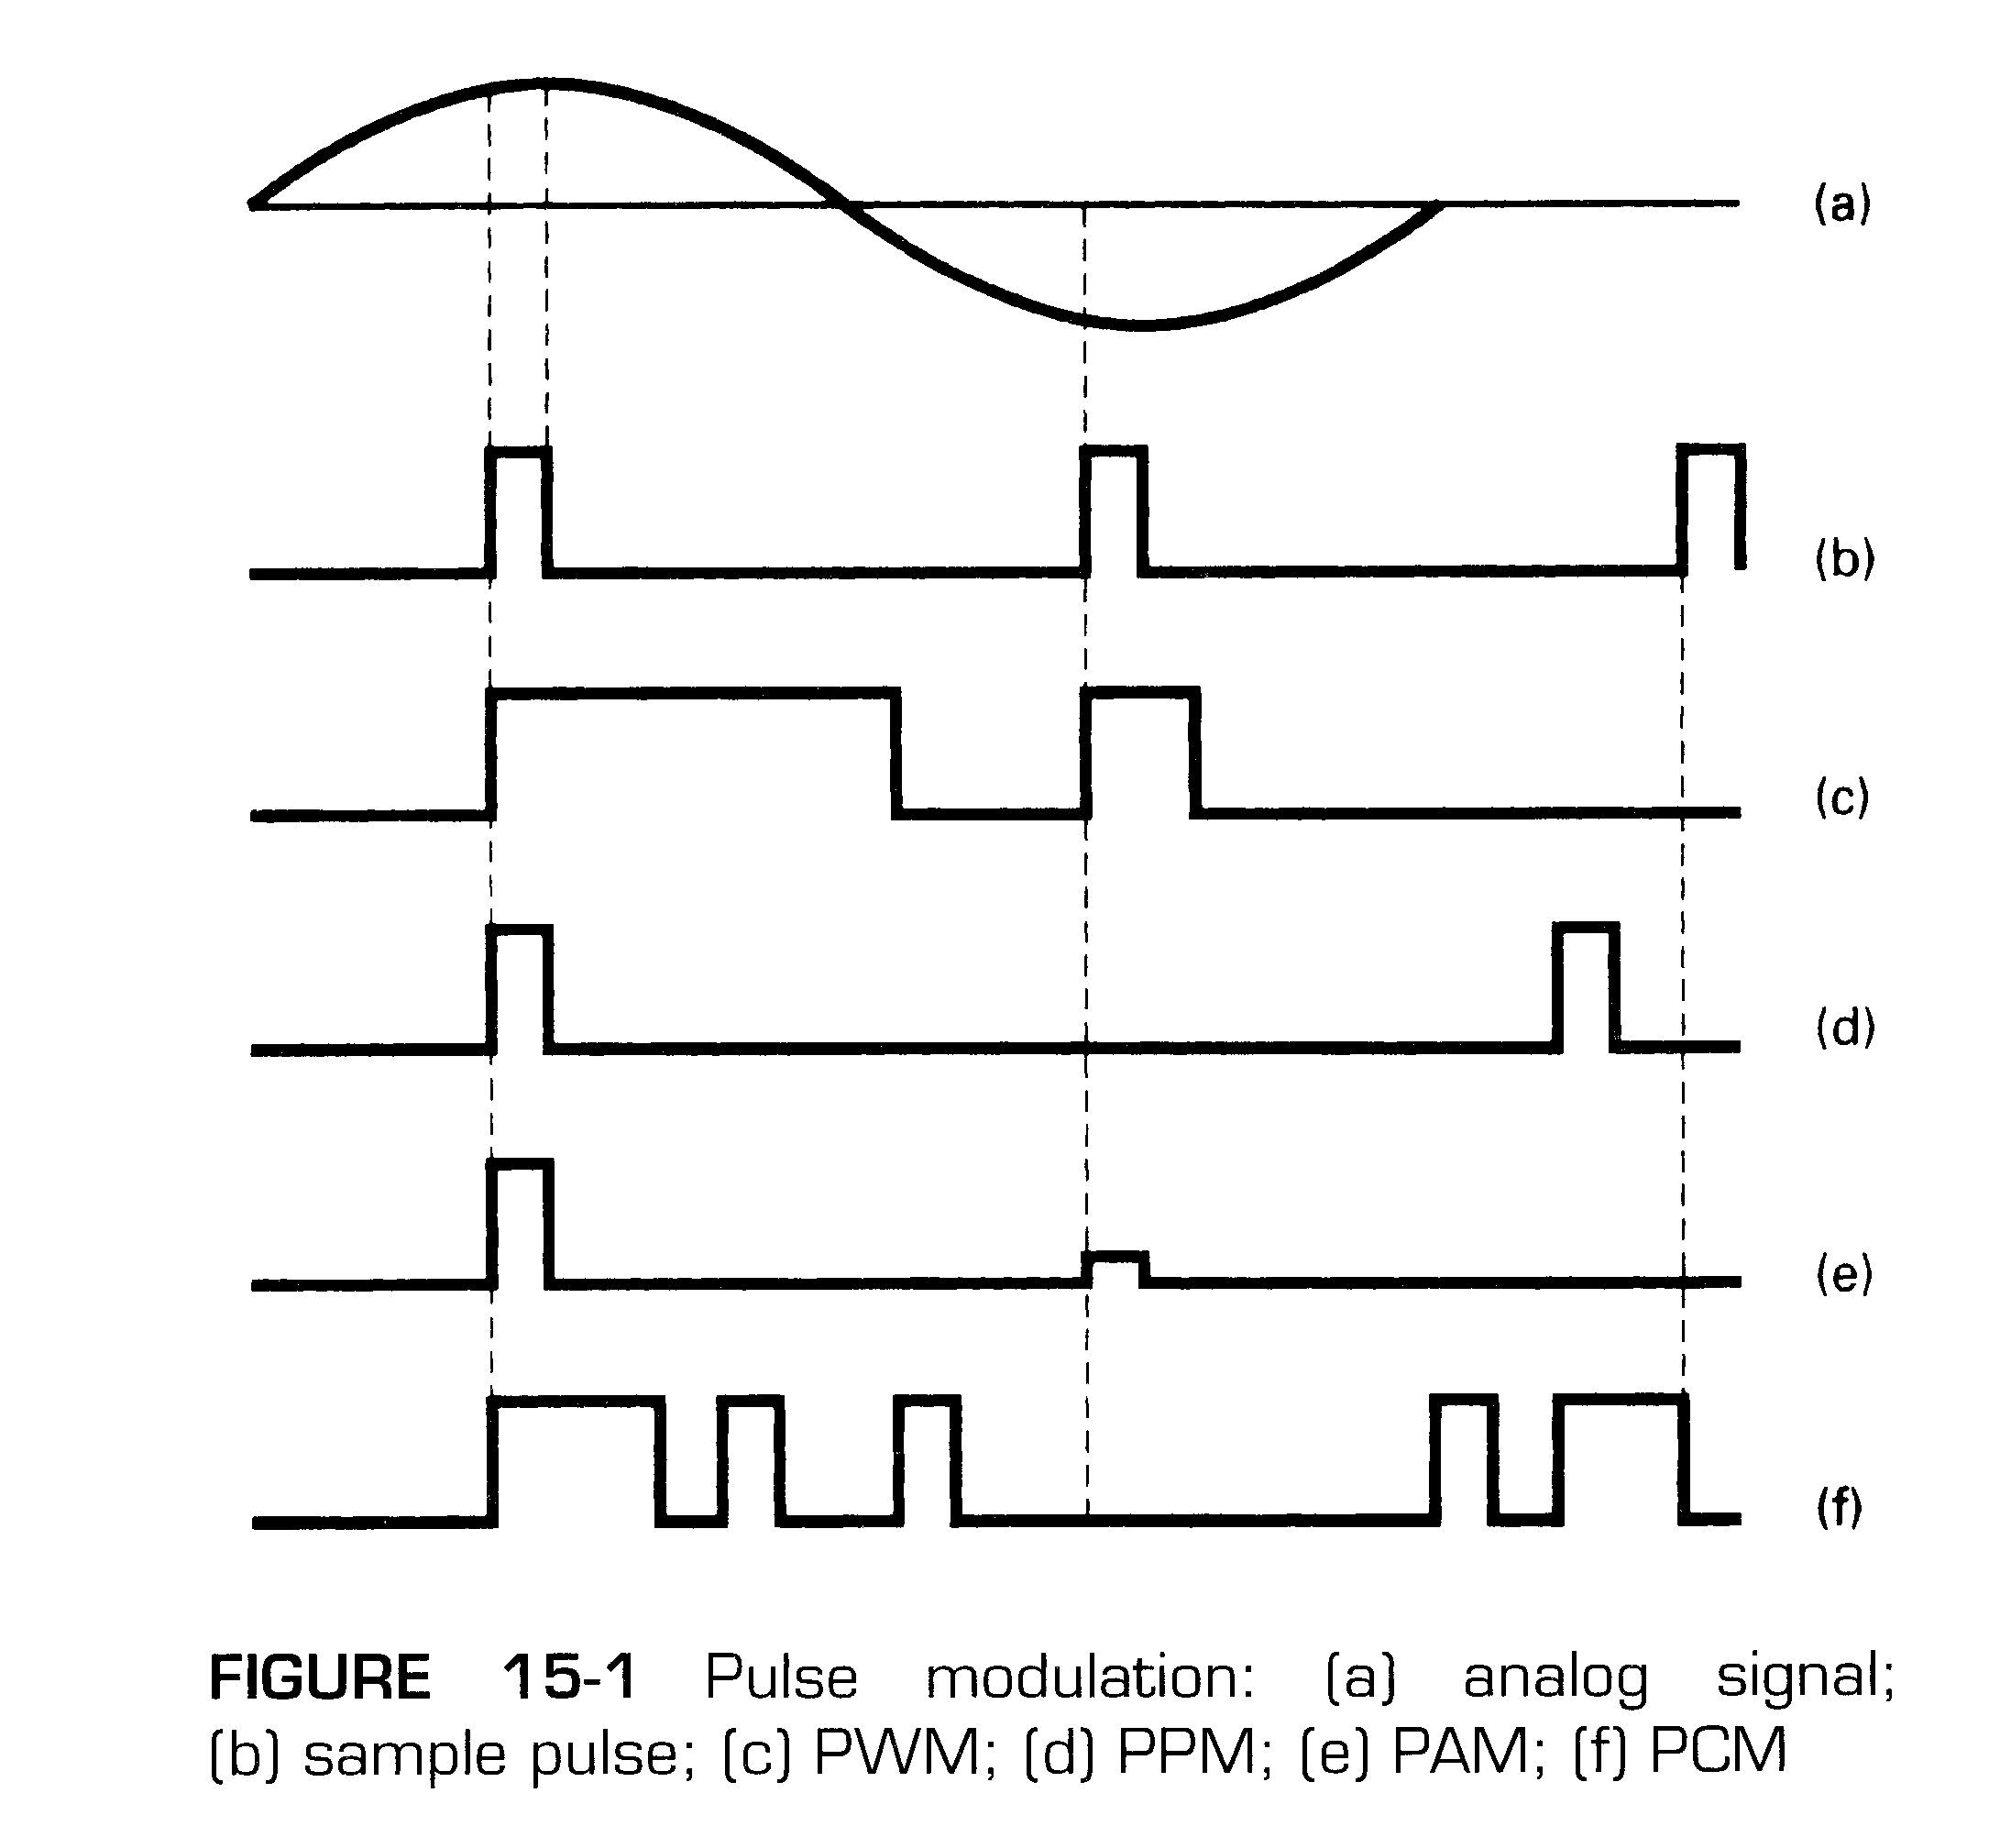 (a)
(b)
(c)
(d)
(e)
(f)
FIGURE 15-1 Pulse modulation: (a) analog signal;
(b) sample pulse; (c) PWM; (d) PPM; (e) PAM; (f) PCM